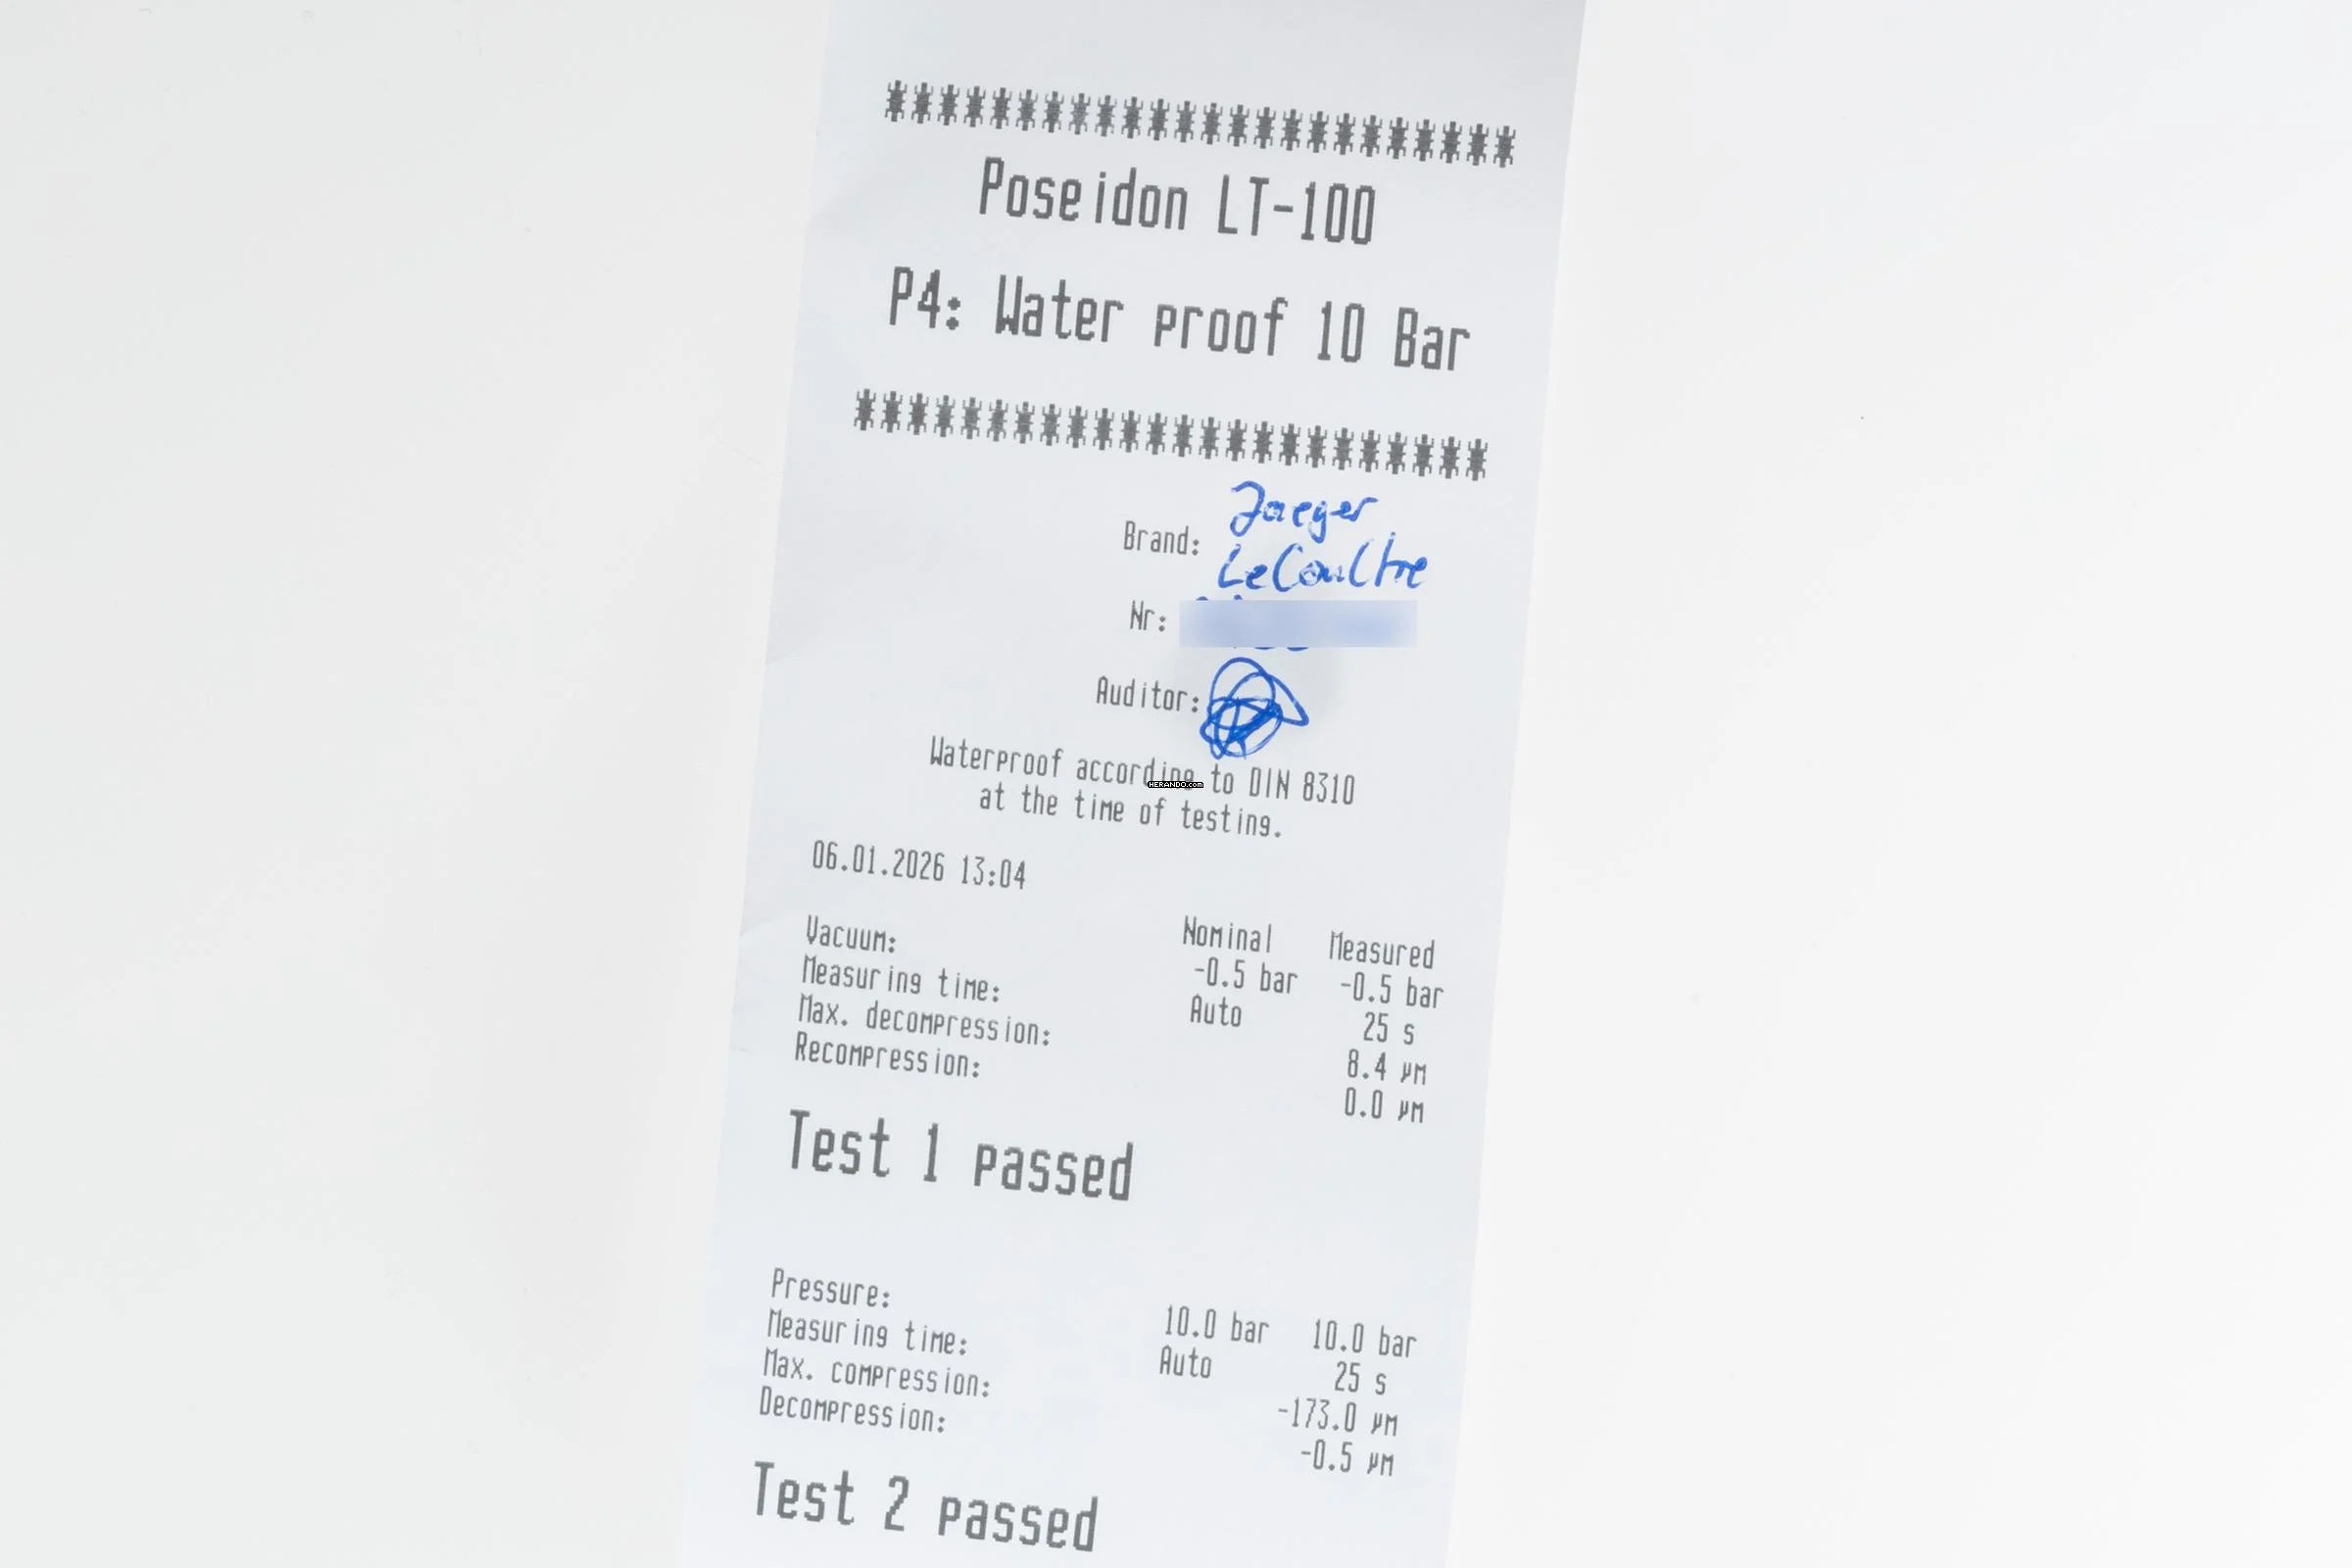 ************************
Poseidon LT-100
P4: Water proof 10 Bar
************************
Brand: Jaeger
LeCoultre
Nr:
Auditor:
Waterproof according to DIN 8310
at the time of testing.
HERANDO.com
06.01.2026 13:04
Nominal Measured
Vacuum: -0.5 bar -0.5 bar
Measuring time: Auto 25 s
Max. decompression: 8.4 µm
Recompression: 0.0 µm
Test 1 passed
Pressure: 10.0 bar 10.0 bar
Measuring time: Auto 25 s
Max. compression: -173.0 µm
Decompression: -0.5 µm
Test 2 passed